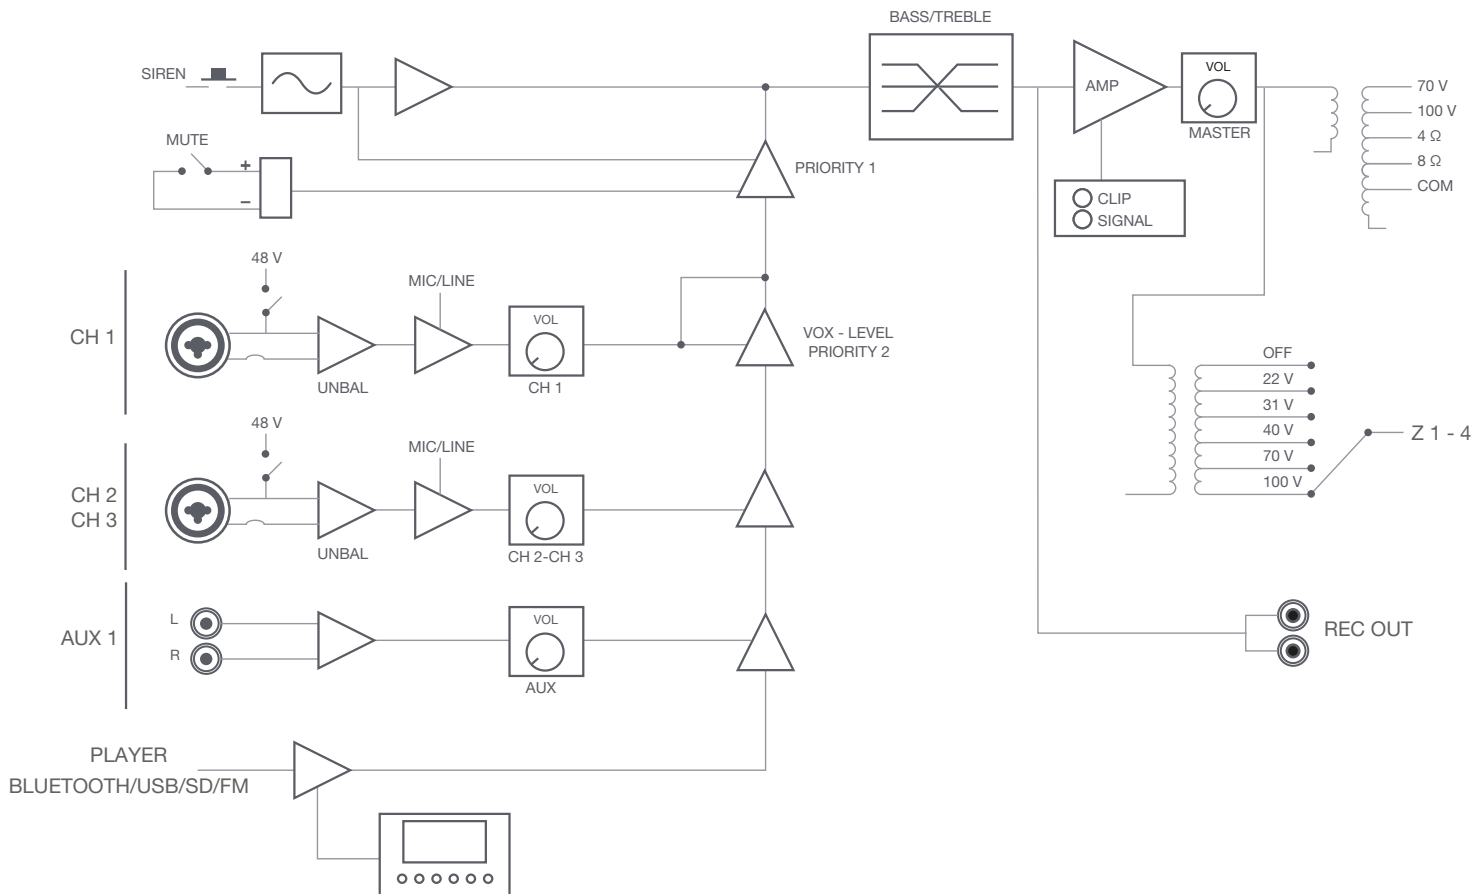 BASS/TREBLE
SIREN
AMP
VOL
MASTER
70 V
100 V
4 Ω
8 Ω
COM
MUTE
+
−
PRIORITY 1
CLIP
SIGNAL
CH 1
48 V
UNBAL
MIC/LINE
VOL
CH 1
VOX - LEVEL
PRIORITY 2
OFF
22 V
31 V
40 V
70 V
100 V
Z 1 - 4
CH 2
CH 3
48 V
UNBAL
MIC/LINE
VOL
CH 2-CH 3
AUX 1
L
R
VOL
AUX
REC OUT
PLAYER
BLUETOOTH/USB/SD/FM